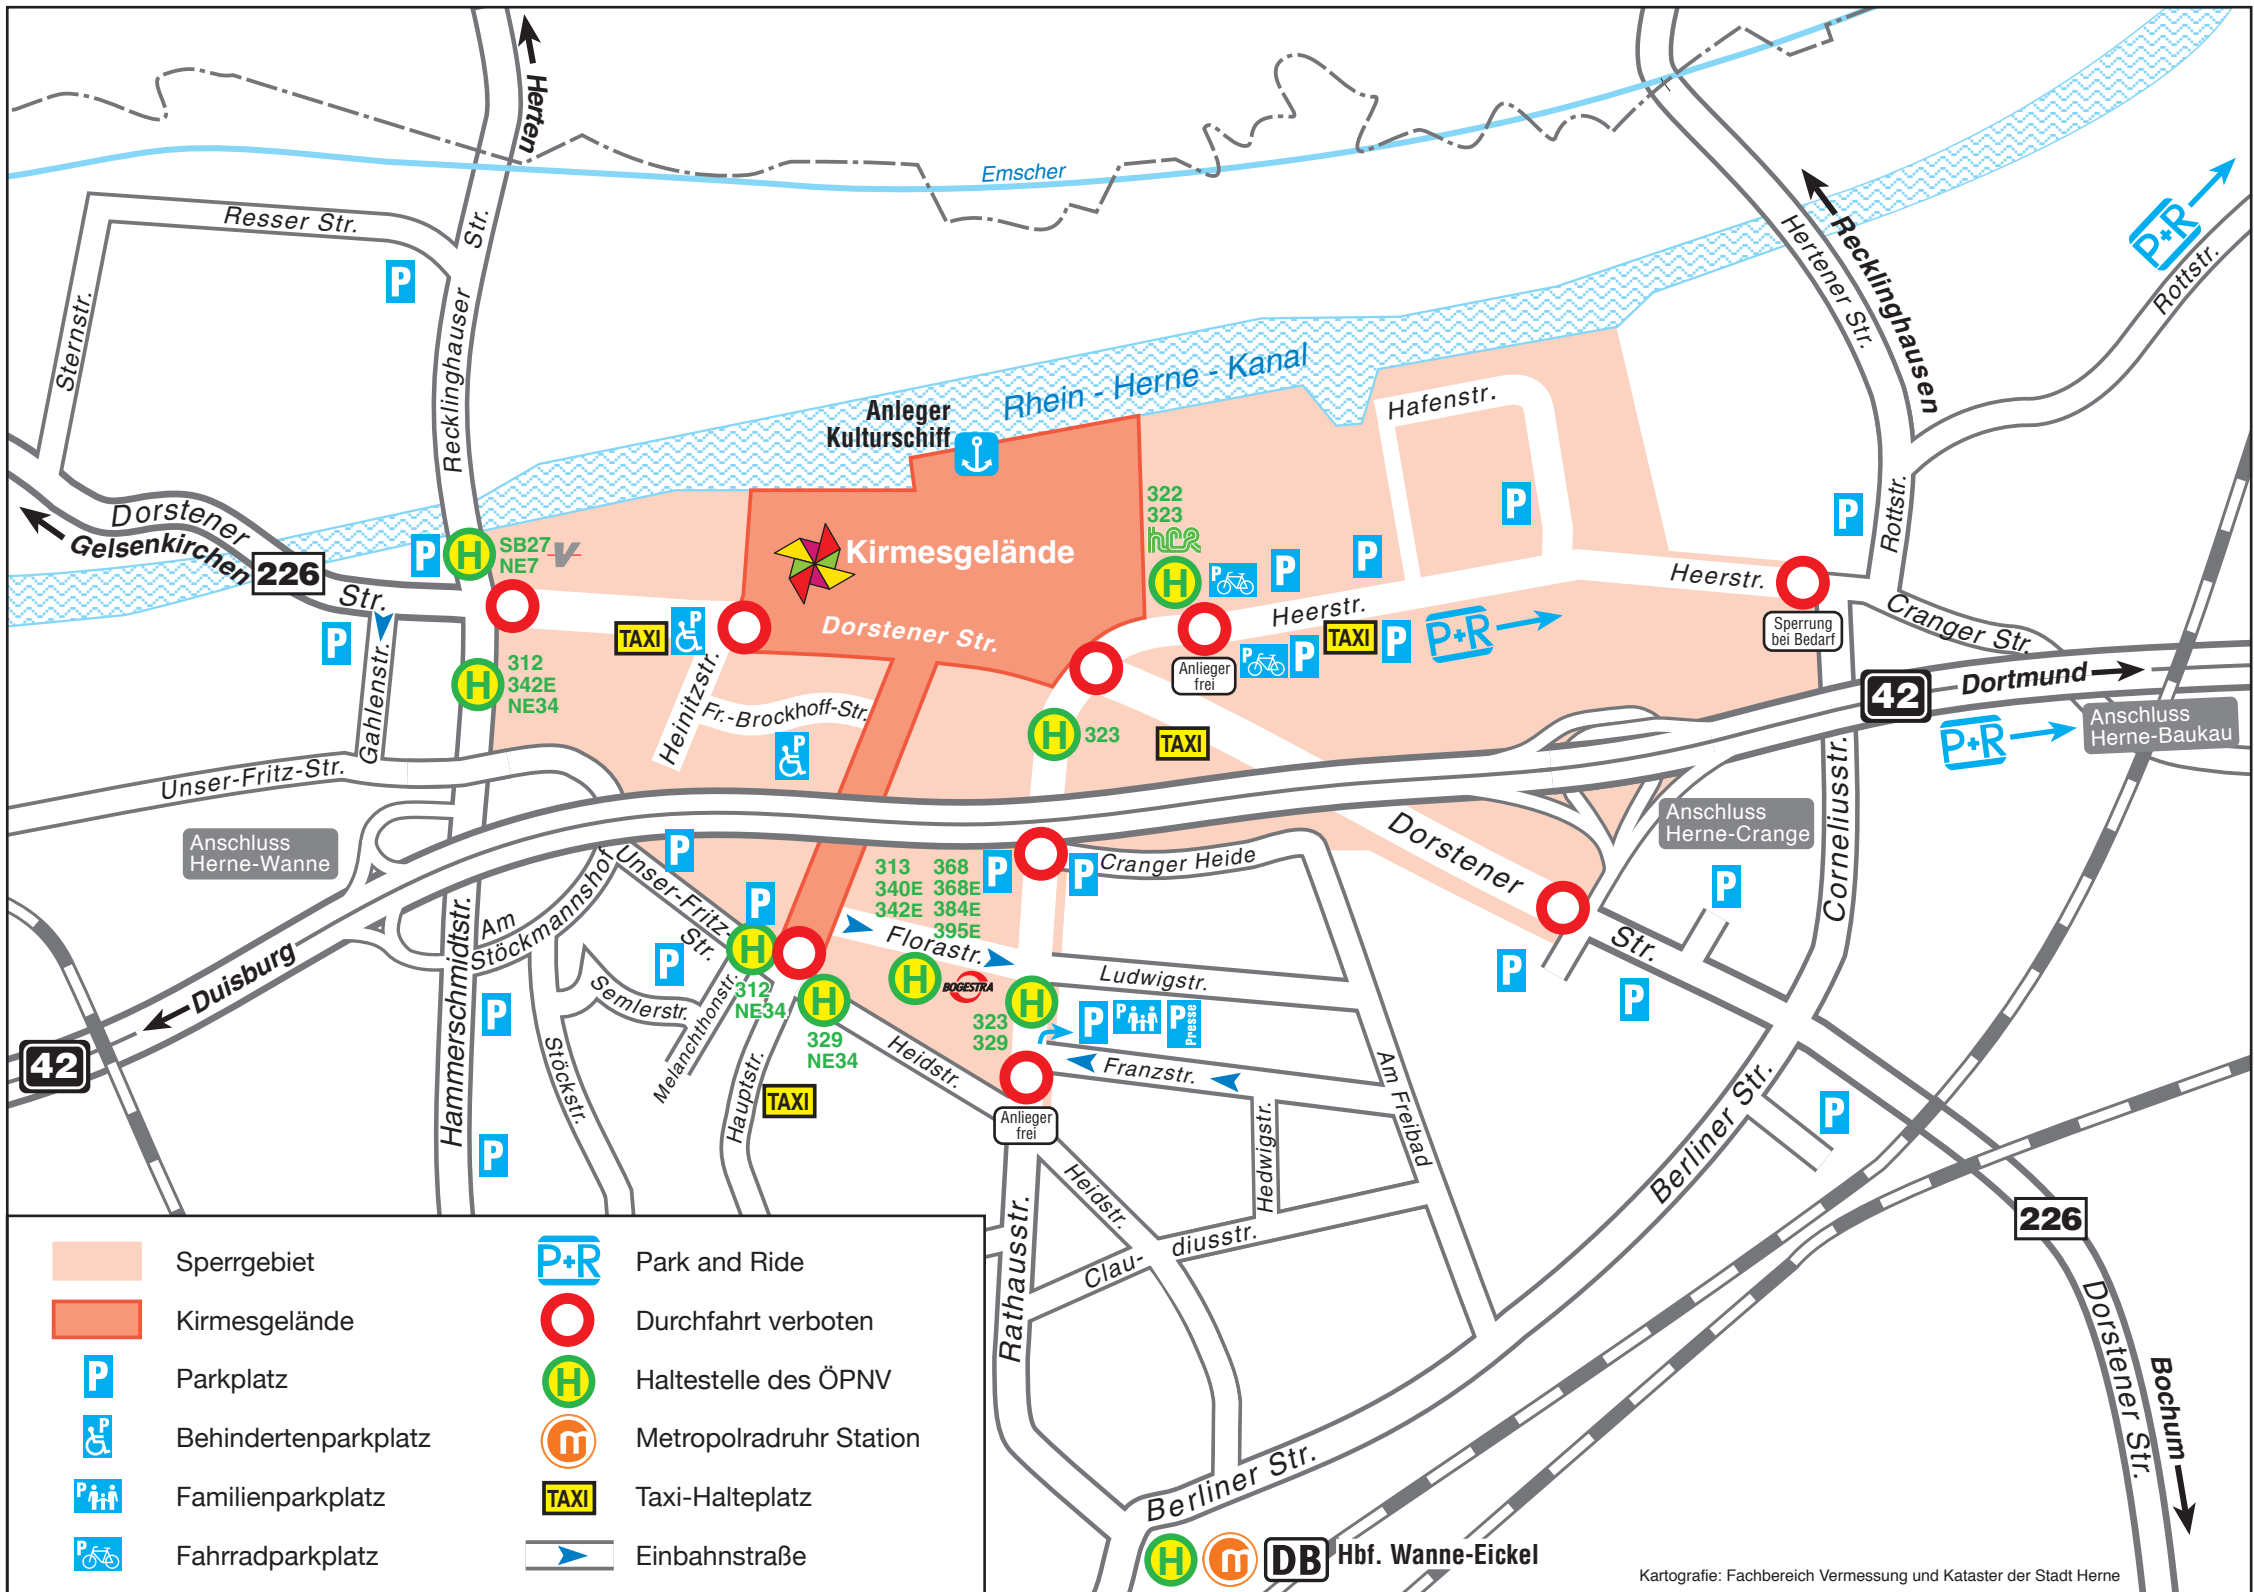 Herten
Emscher
Resser Str.
Sternstr.
Recklinghauser Str.
P
Recklinghausen
Hertener Str.
P+R
Rottstr.
Rhein - Herne - Kanal
Anleger
Kulturschiff
Hafenstr.
Dorstener
Gelsenkirchen
226
Str.
P
H
SB27
NE7
Kirmesgelände
322
323
hcr
H
P
P
P
P
P
Rottstr.
Heerstr.
Heerstr.
Sperrung
bei Bedarf
Cranger Str.
P
Gahlenstr.
H
312
342E
NE34
TAXI
P
Dorstener Str.
Heinitzstr.
Fr.-Brockhoff-Str.
P
Anlieger
frei
P
P
TAXI
P
P+R
H
323
TAXI
42
Dortmund
P+R
Anschluss
Herne-Baukau
Unser-Fritz-Str.
Anschluss
Herne-Wanne
Anschluss
Herne-Crange
Corneliusstr.
Dorstener
Str.
P
P
P
P
Cranger Heide
P
P
Unser-Fritz-
Str.
P
P
P
313
340E
342E
368
368E
384E
395E
Florastr.
H
BOGESTRA
Ludwigstr.
Am
Stöckmannshof
Hammerschmidtstr.
Duisburg
42
P
P
Semlerstr.
Stöckstr.
Melanchthonstr.
H
312
NE34
H
329
NE34
Hauptstr.
TAXI
Heidstr.
H
323
329
P
P
P
Presse
Franzstr.
Anlieger
frei
Am Freibad
Hedwigstr.
Heidstr.
Clau-
diusstr.
Rathausstr.
Berliner Str.
Berliner Str.
226
Dorstener Str.
Bochum
Sperrgebiet
Kirmesgelände
P
Parkplatz
P
Behindertenparkplatz
P
Familienparkplatz
P
Fahrradparkplatz
P+R
Park and Ride
Durchfahrt verboten
H
Haltestelle des ÖPNV
m
Metropolradruhr Station
TAXI
Taxi-Halteplatz
Einbahnstraße
H
m
DB
Hbf. Wanne-Eickel
Kartografie: Fachbereich Vermessung und Kataster der Stadt Herne